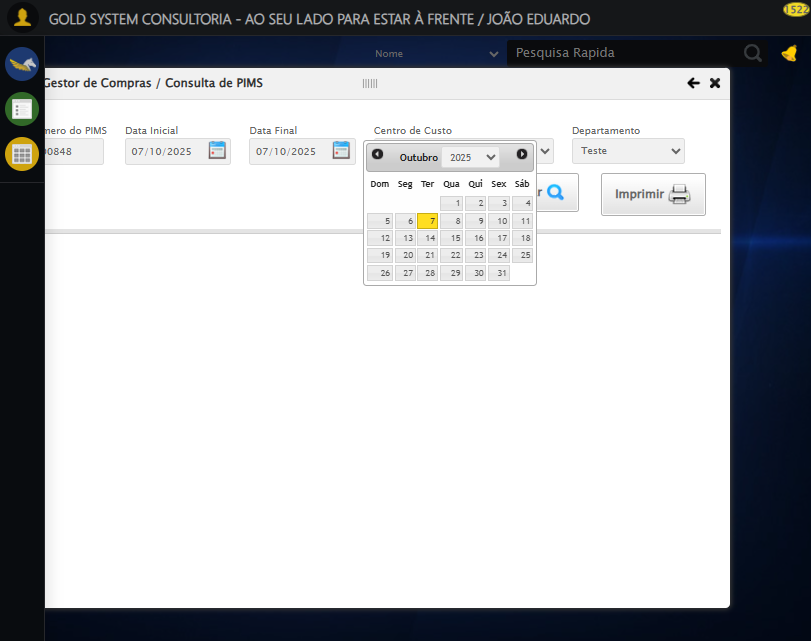 GOLD SYSTEM CONSULTORIA - AO SEU LADO PARA ESTAR À FRENTE / JOÃO EDUARDO
1522
Nome
Pesquisa Rapida
Gestor de Compras / Consulta de PIMS
mero do PIMS
Data Inicial
Data Final
Centro de Custo
Departamento
00848
07/10/2025
07/10/2025
Teste
Outubro
2025
Dom Seg Ter Qua Qui Sex Sáb
1 2 3 4
5 6 7 8 9 10 11
12 13 14 15 16 17 18
19 20 21 22 23 24 25
26 27 28 29 30 31
r
Imprimir